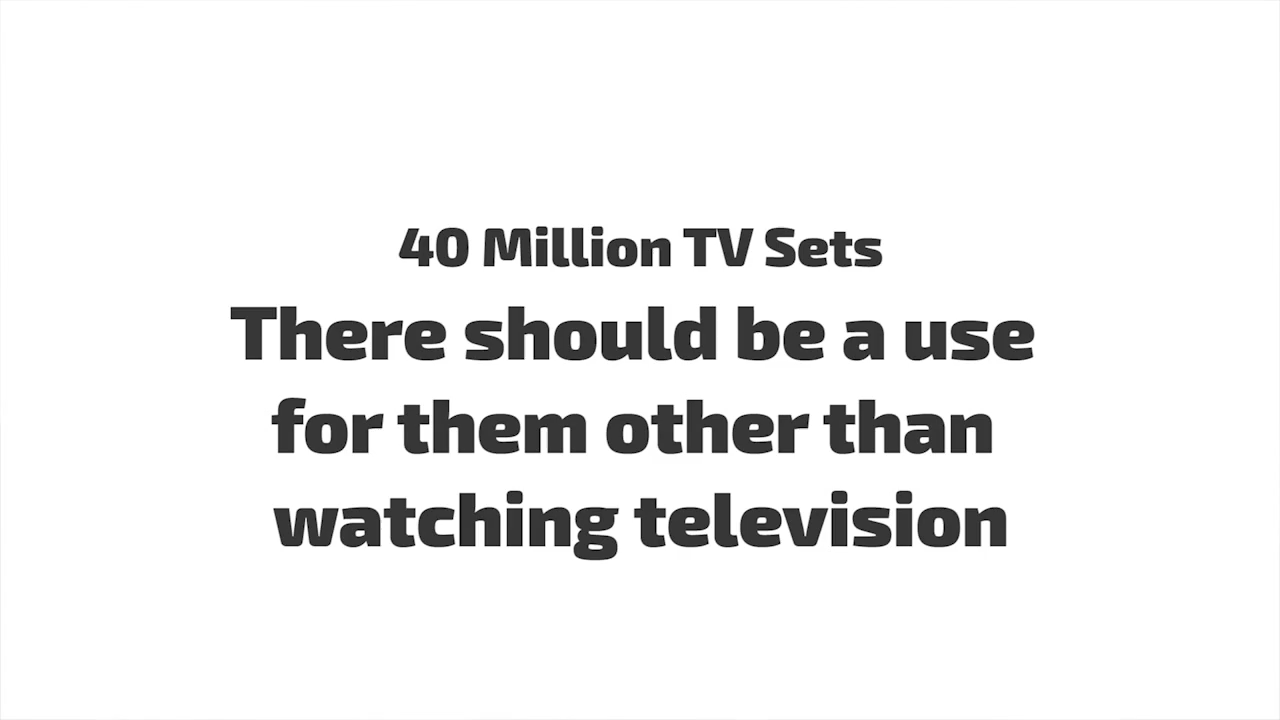 40 Million TV Sets
There should be a use
for them other than
watching television